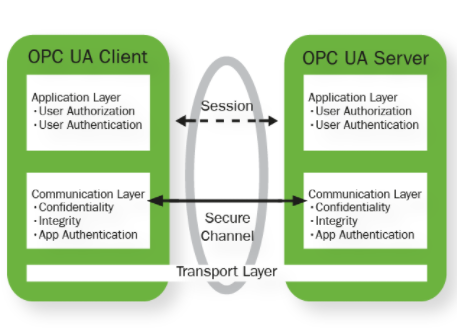 OPC UA Client
Application Layer
· User Authorization
· User Authentication
Communication Layer
· Confidentiality
· Integrity
· App Authentication
Session
Secure
Channel
Transport Layer
OPC UA Server
Application Layer
· User Authorization
· User Authentication
Communication Layer
· Confidentiality
· Integrity
· App Authentication